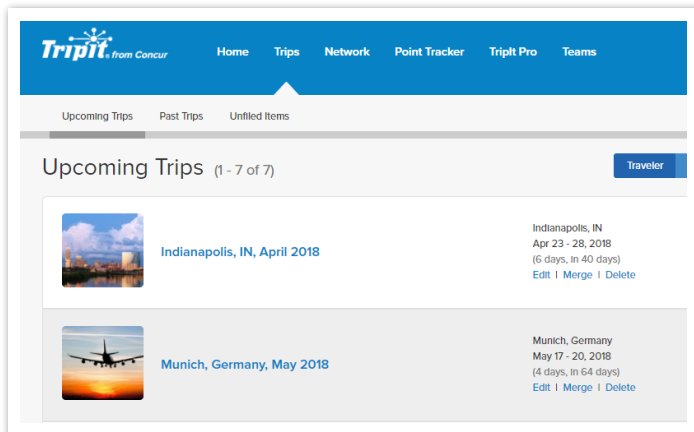 Tripit® from Concur
Home Trips Network Point Tracker TripIt Pro Teams
Upcoming Trips Past Trips Unfiled Items
Upcoming Trips (1 - 7 of 7)
Traveler
Indianapolis, IN, April 2018
Indianapolis, IN
Apr 23 - 28, 2018
(6 days, in 40 days)
Edit | Merge | Delete
Munich, Germany, May 2018
Munich, Germany
May 17 - 20, 2018
(4 days, in 64 days)
Edit | Merge | Delete